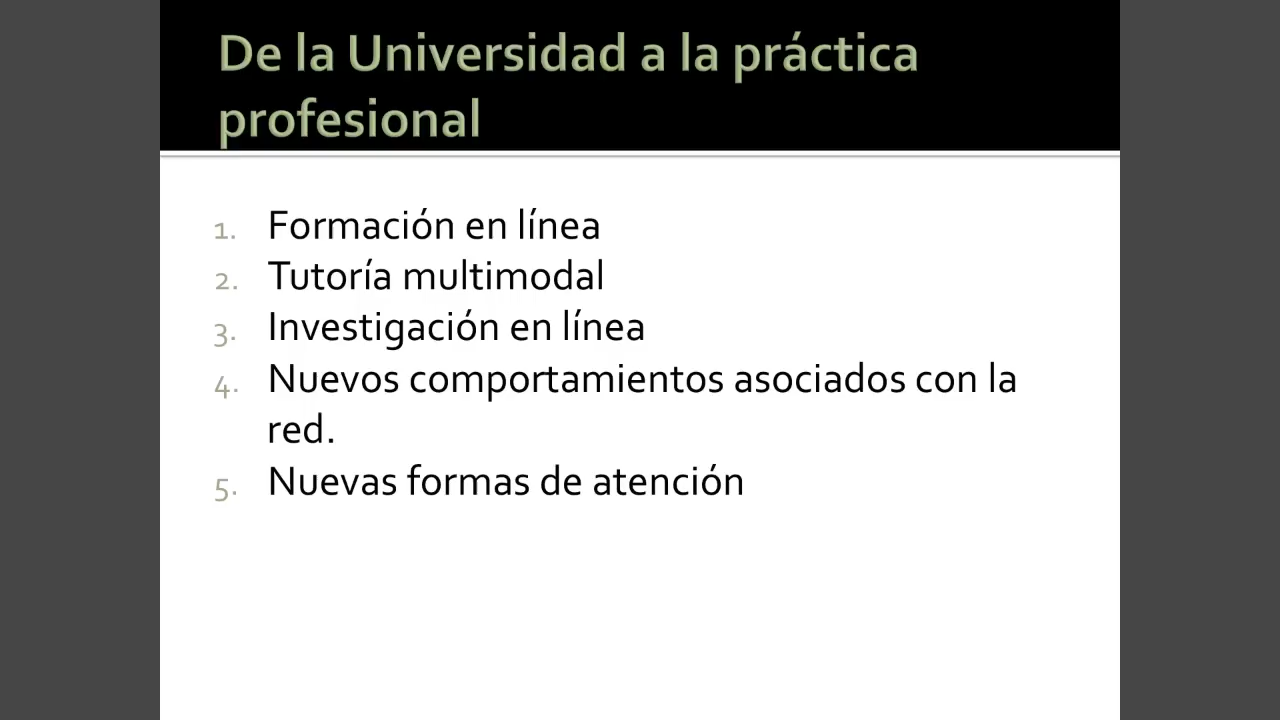 De la Universidad a la práctica
profesional
1. Formación en línea
2. Tutoría multimodal
3. Investigación en línea
4. Nuevos comportamientos asociados con la
red.
5. Nuevas formas de atención